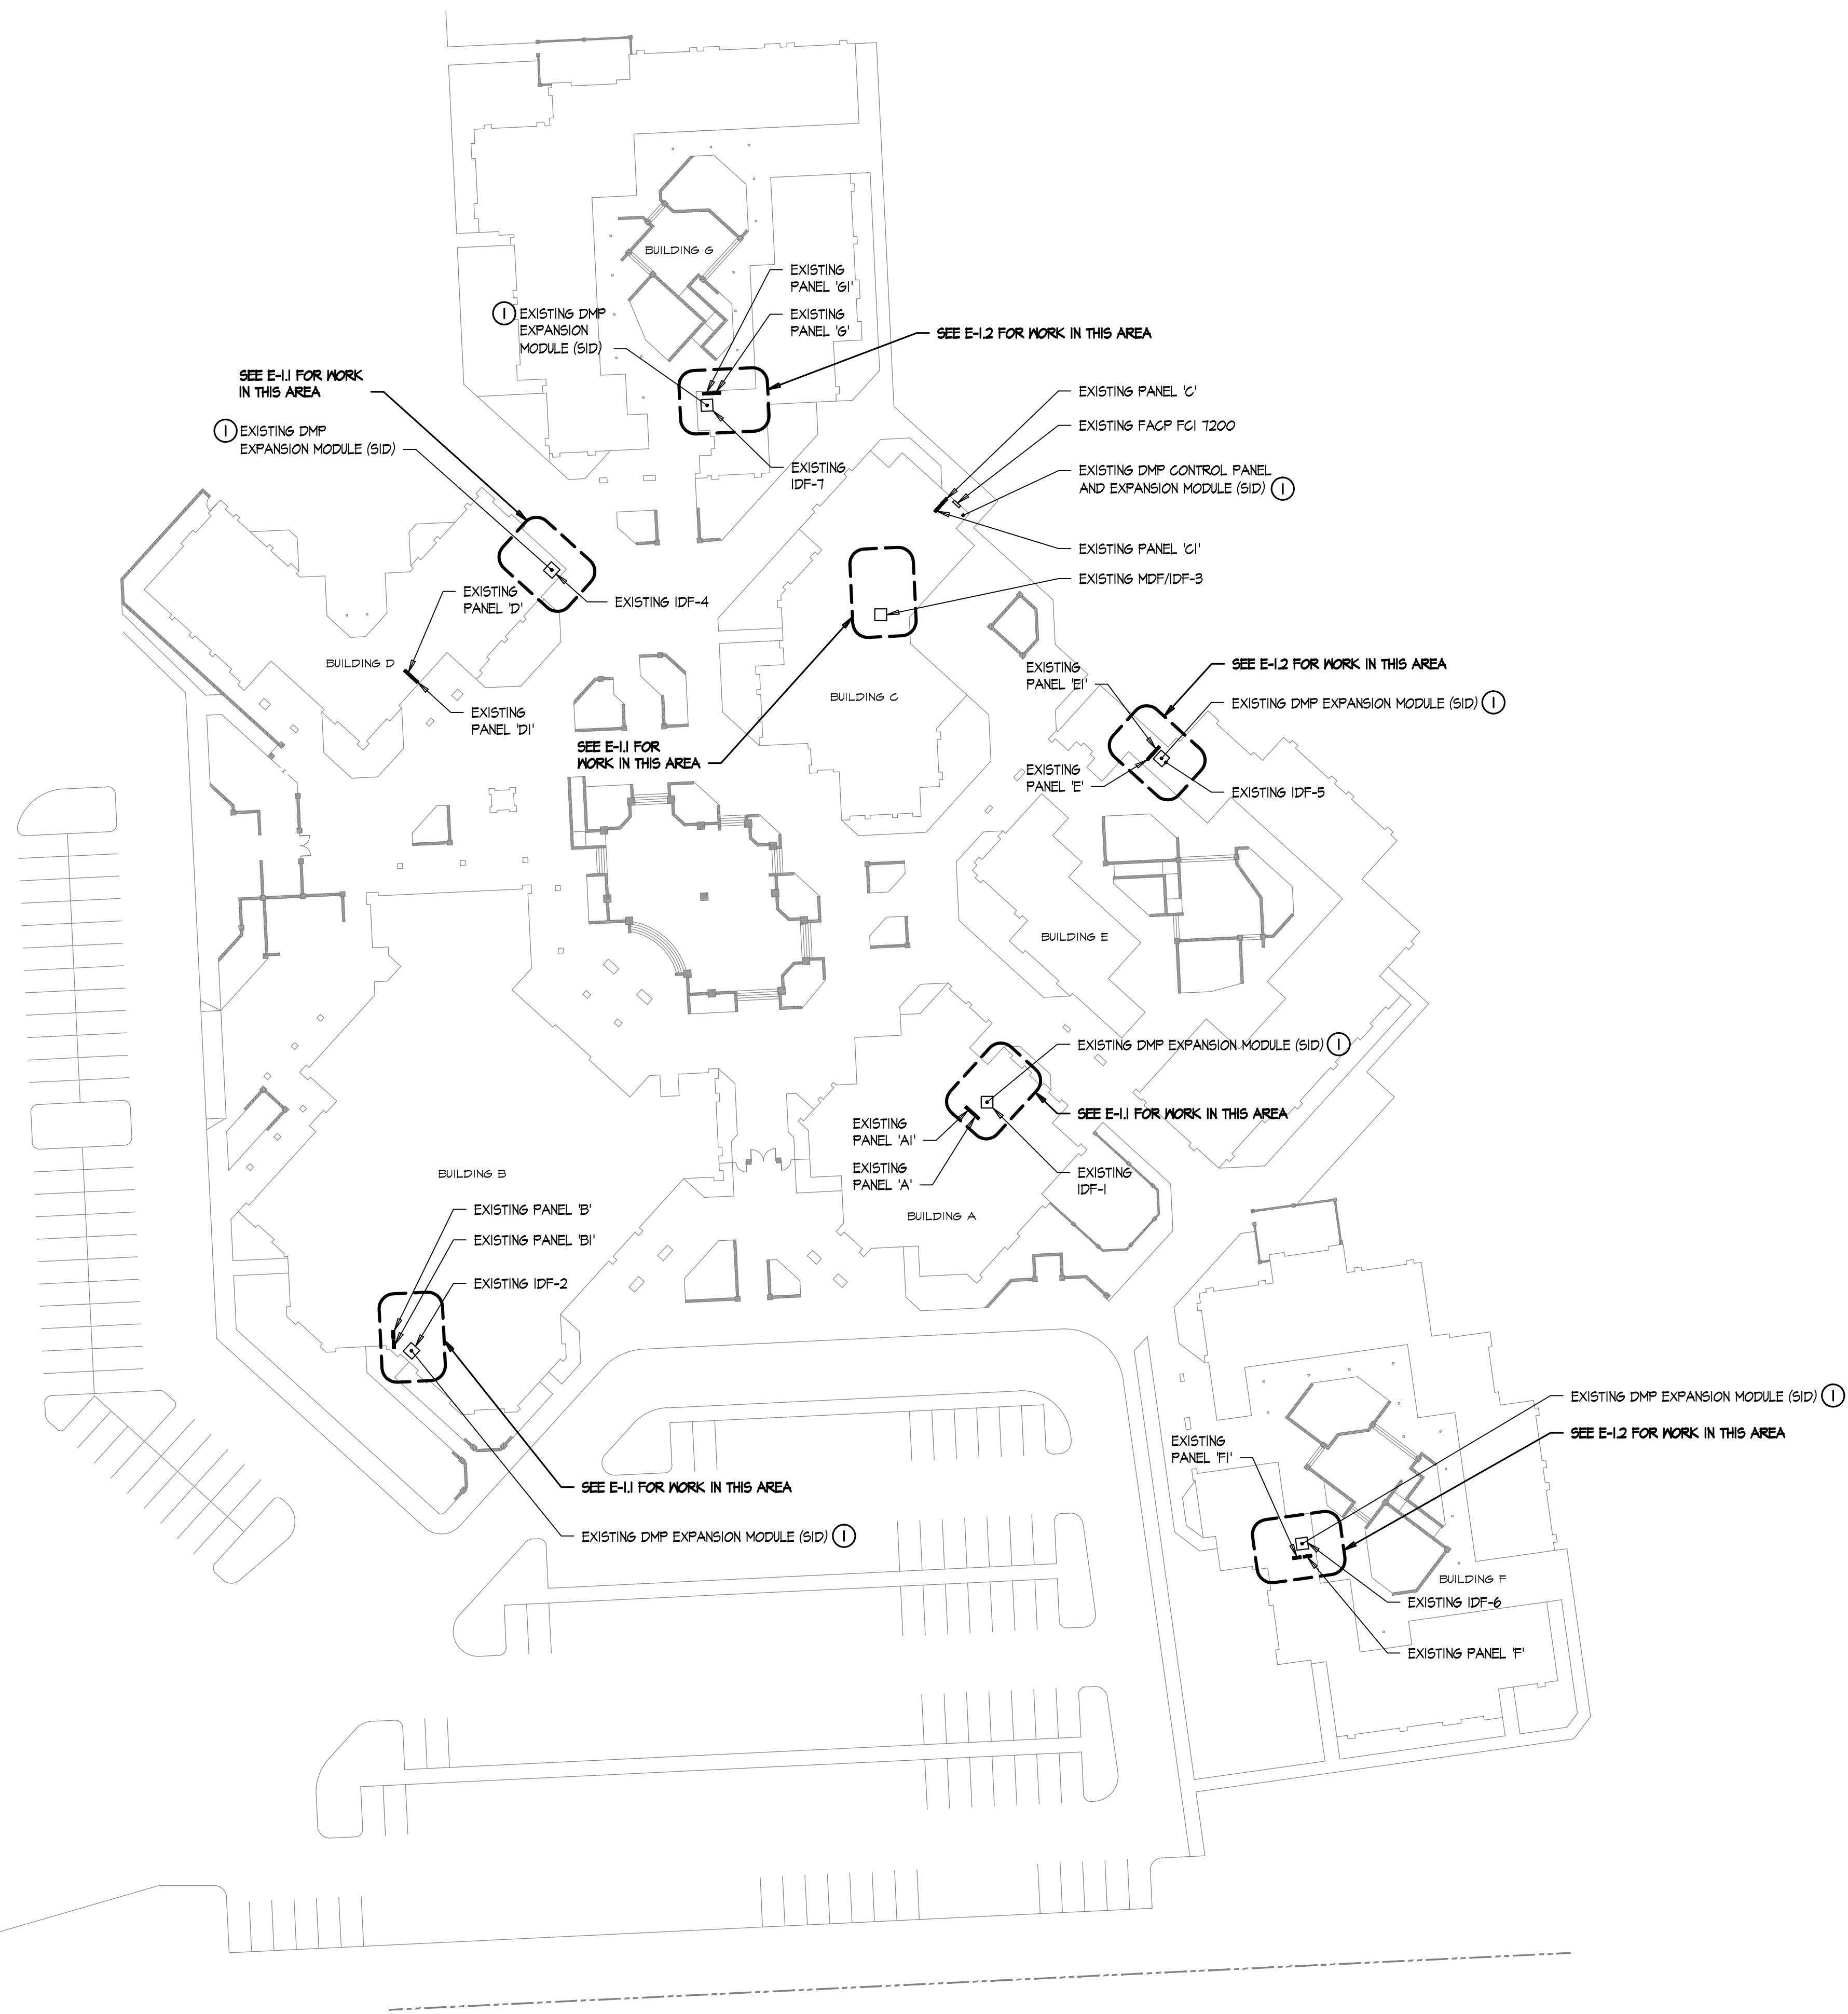 BUILDING G
EXISTING
PANEL 'G1'
EXISTING
PANEL 'G'
1 EXISTING DMP
EXPANSION
MODULE (SID)
SEE E-1.2 FOR WORK IN THIS AREA
SEE E-1.1 FOR WORK
IN THIS AREA
1 EXISTING DMP
EXPANSION MODULE (SID)
EXISTING
IDF-7
EXISTING PANEL 'C'
EXISTING FACP FCI 7200
EXISTING DMP CONTROL PANEL
AND EXPANSION MODULE (SID) 1
EXISTING PANEL 'C1'
EXISTING MDF/IDF-3
EXISTING
PANEL 'D'
EXISTING IDF-4
BUILDING D
EXISTING
PANEL 'D1'
BUILDING C
SEE E-1.1 FOR
WORK IN THIS AREA
EXISTING
PANEL 'E1'
SEE E-1.2 FOR WORK IN THIS AREA
EXISTING DMP EXPANSION MODULE (SID) 1
EXISTING
PANEL 'E'
EXISTING IDF-5
BUILDING E
EXISTING DMP EXPANSION MODULE (SID) 1
SEE E-1.1 FOR WORK IN THIS AREA
EXISTING
PANEL 'A1'
EXISTING
PANEL 'A'
EXISTING
IDF-1
BUILDING A
BUILDING B
EXISTING PANEL 'B'
EXISTING PANEL 'B1'
EXISTING IDF-2
SEE E-1.1 FOR WORK IN THIS AREA
EXISTING DMP EXPANSION MODULE (SID) 1
EXISTING DMP EXPANSION MODULE (SID) 1
SEE E-1.2 FOR WORK IN THIS AREA
EXISTING
PANEL 'F1'
BUILDING F
EXISTING IDF-6
EXISTING PANEL 'F'